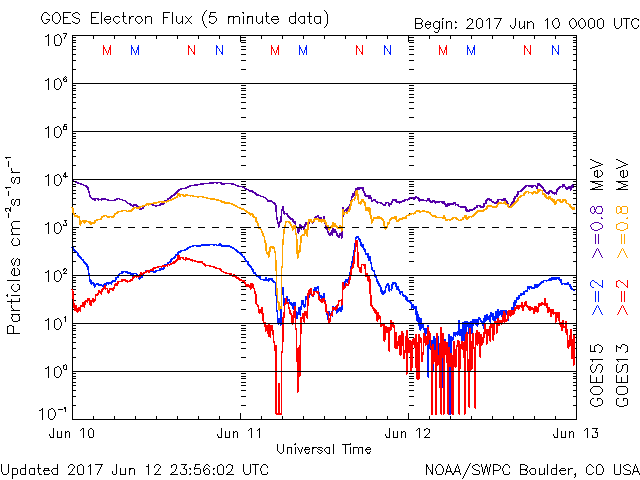 GOES Electron Flux (5 minute data)
Begin: 2017 Jun 10 0000 UTC
M M N N M M N N M M N N
10^7
10^6
10^5
10^4
10^3
10^2
10^1
10^0
10^-1
Particles cm^-2 s^-1 sr^-1
Jun 10 Jun 11 Jun 12 Jun 13
Universal Time
GOES15 >=2 >=0.8 MeV
GOES13 >=2 >=0.8 MeV
Updated 2017 Jun 12 23:56:02 UTC
NOAA/SWPC Boulder, CO USA